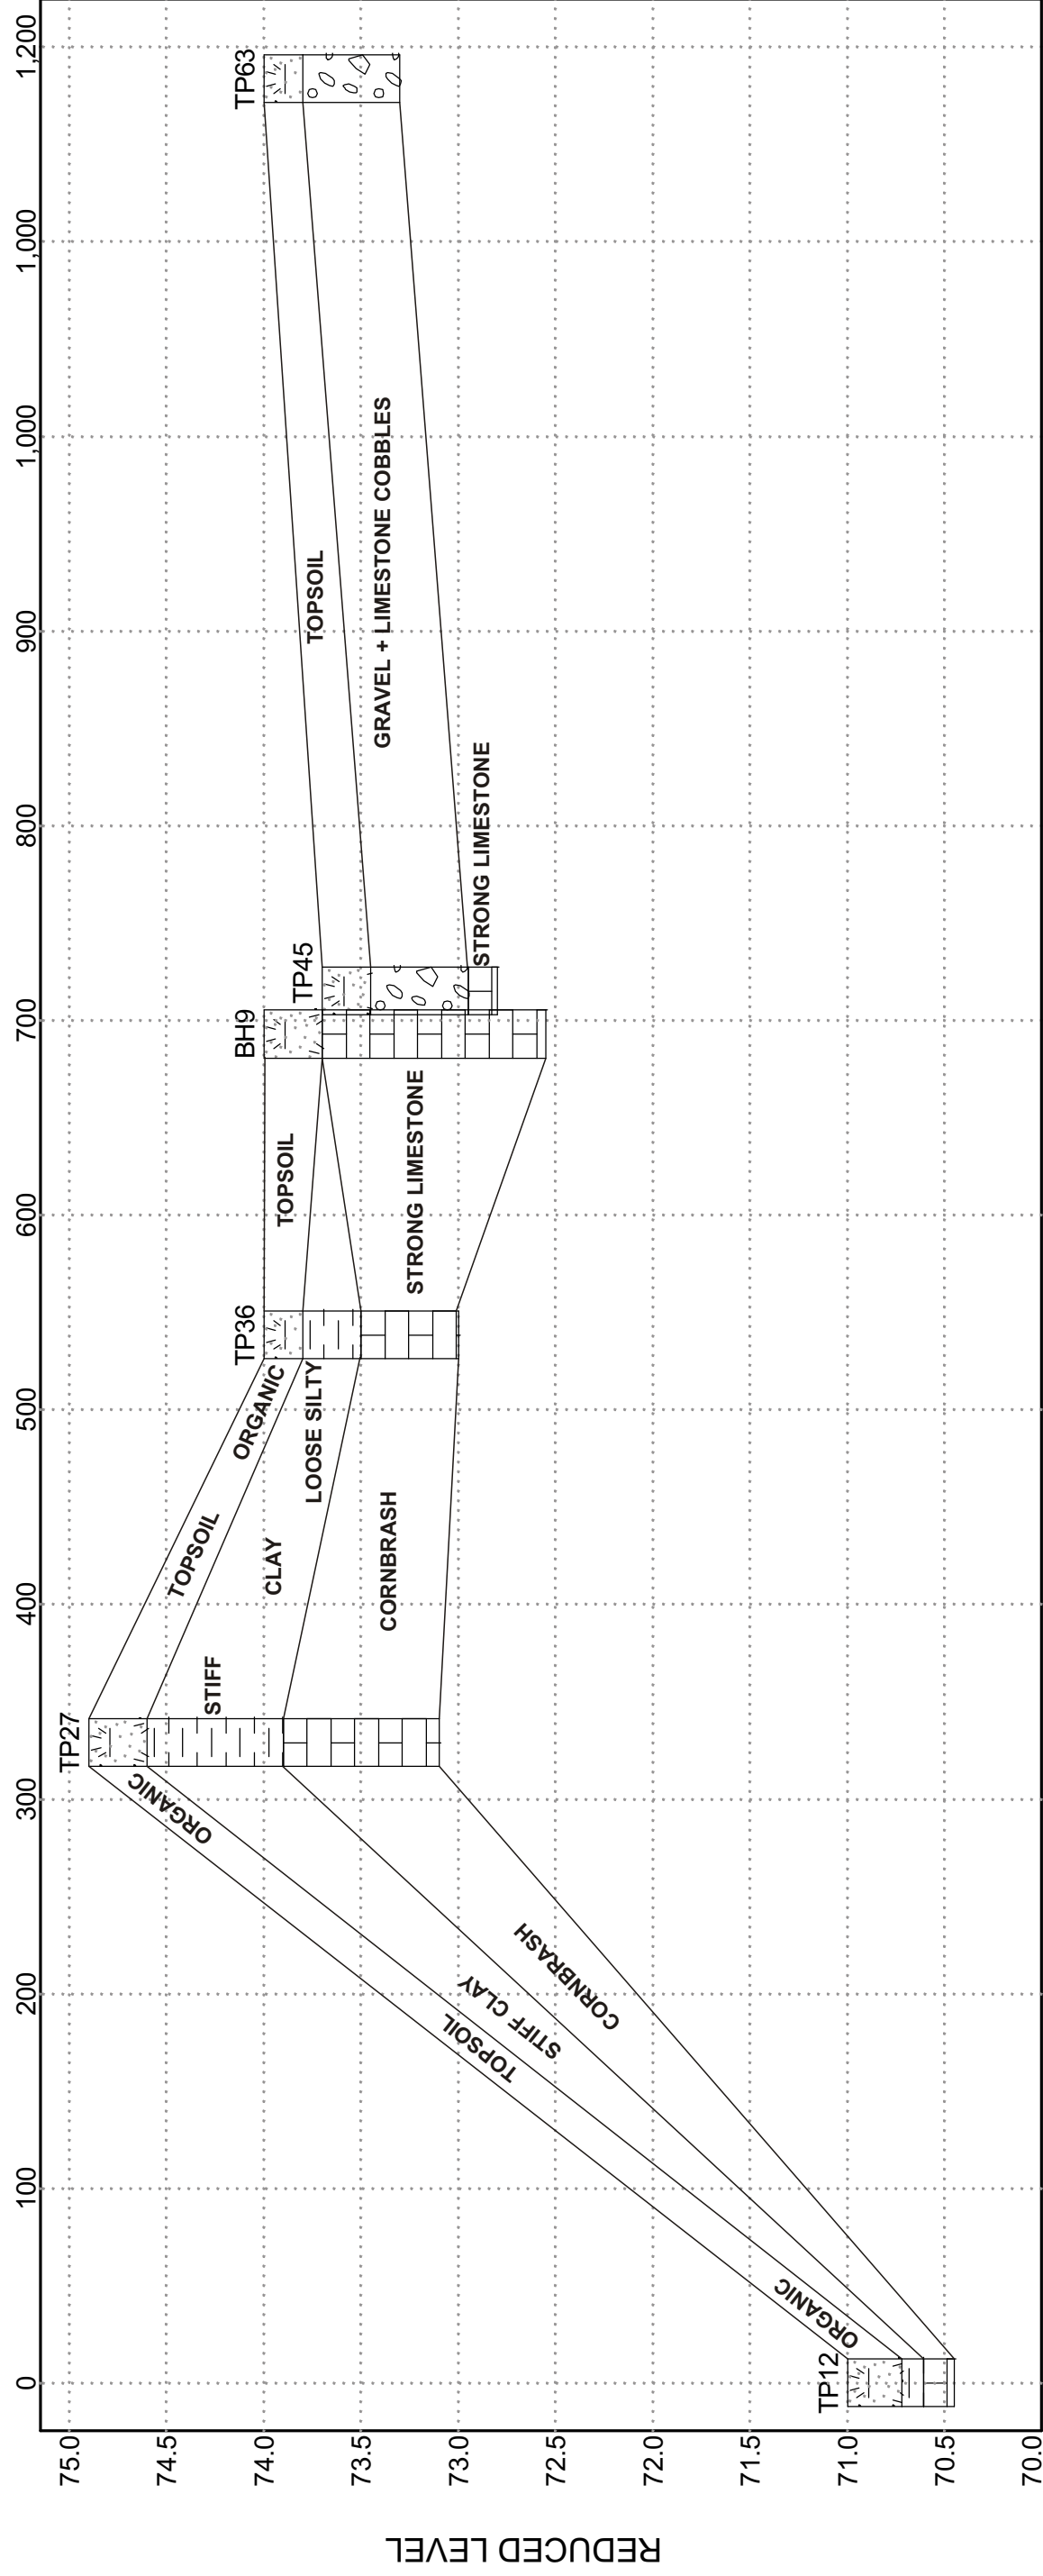 0 100 200 300 400 500 600 700 800 900 1,000 1,000 1,200
REDUCED LEVEL
75.0
74.5
74.0
73.5
73.0
72.5
72.0
71.5
71.0
70.5
70.0
TP12
TP27
TP36
BH9
TP45
TP63
ORGANIC
TOPSOIL
ORGANIC
STIFF CLAY
CORNBRASH
STIFF
TOPSOIL
ORGANIC
CLAY
LOOSE SILTY
CORNBRASH
TOPSOIL
STRONG LIMESTONE
TOPSOIL
GRAVEL + LIMESTONE COBBLES
STRONG LIMESTONE